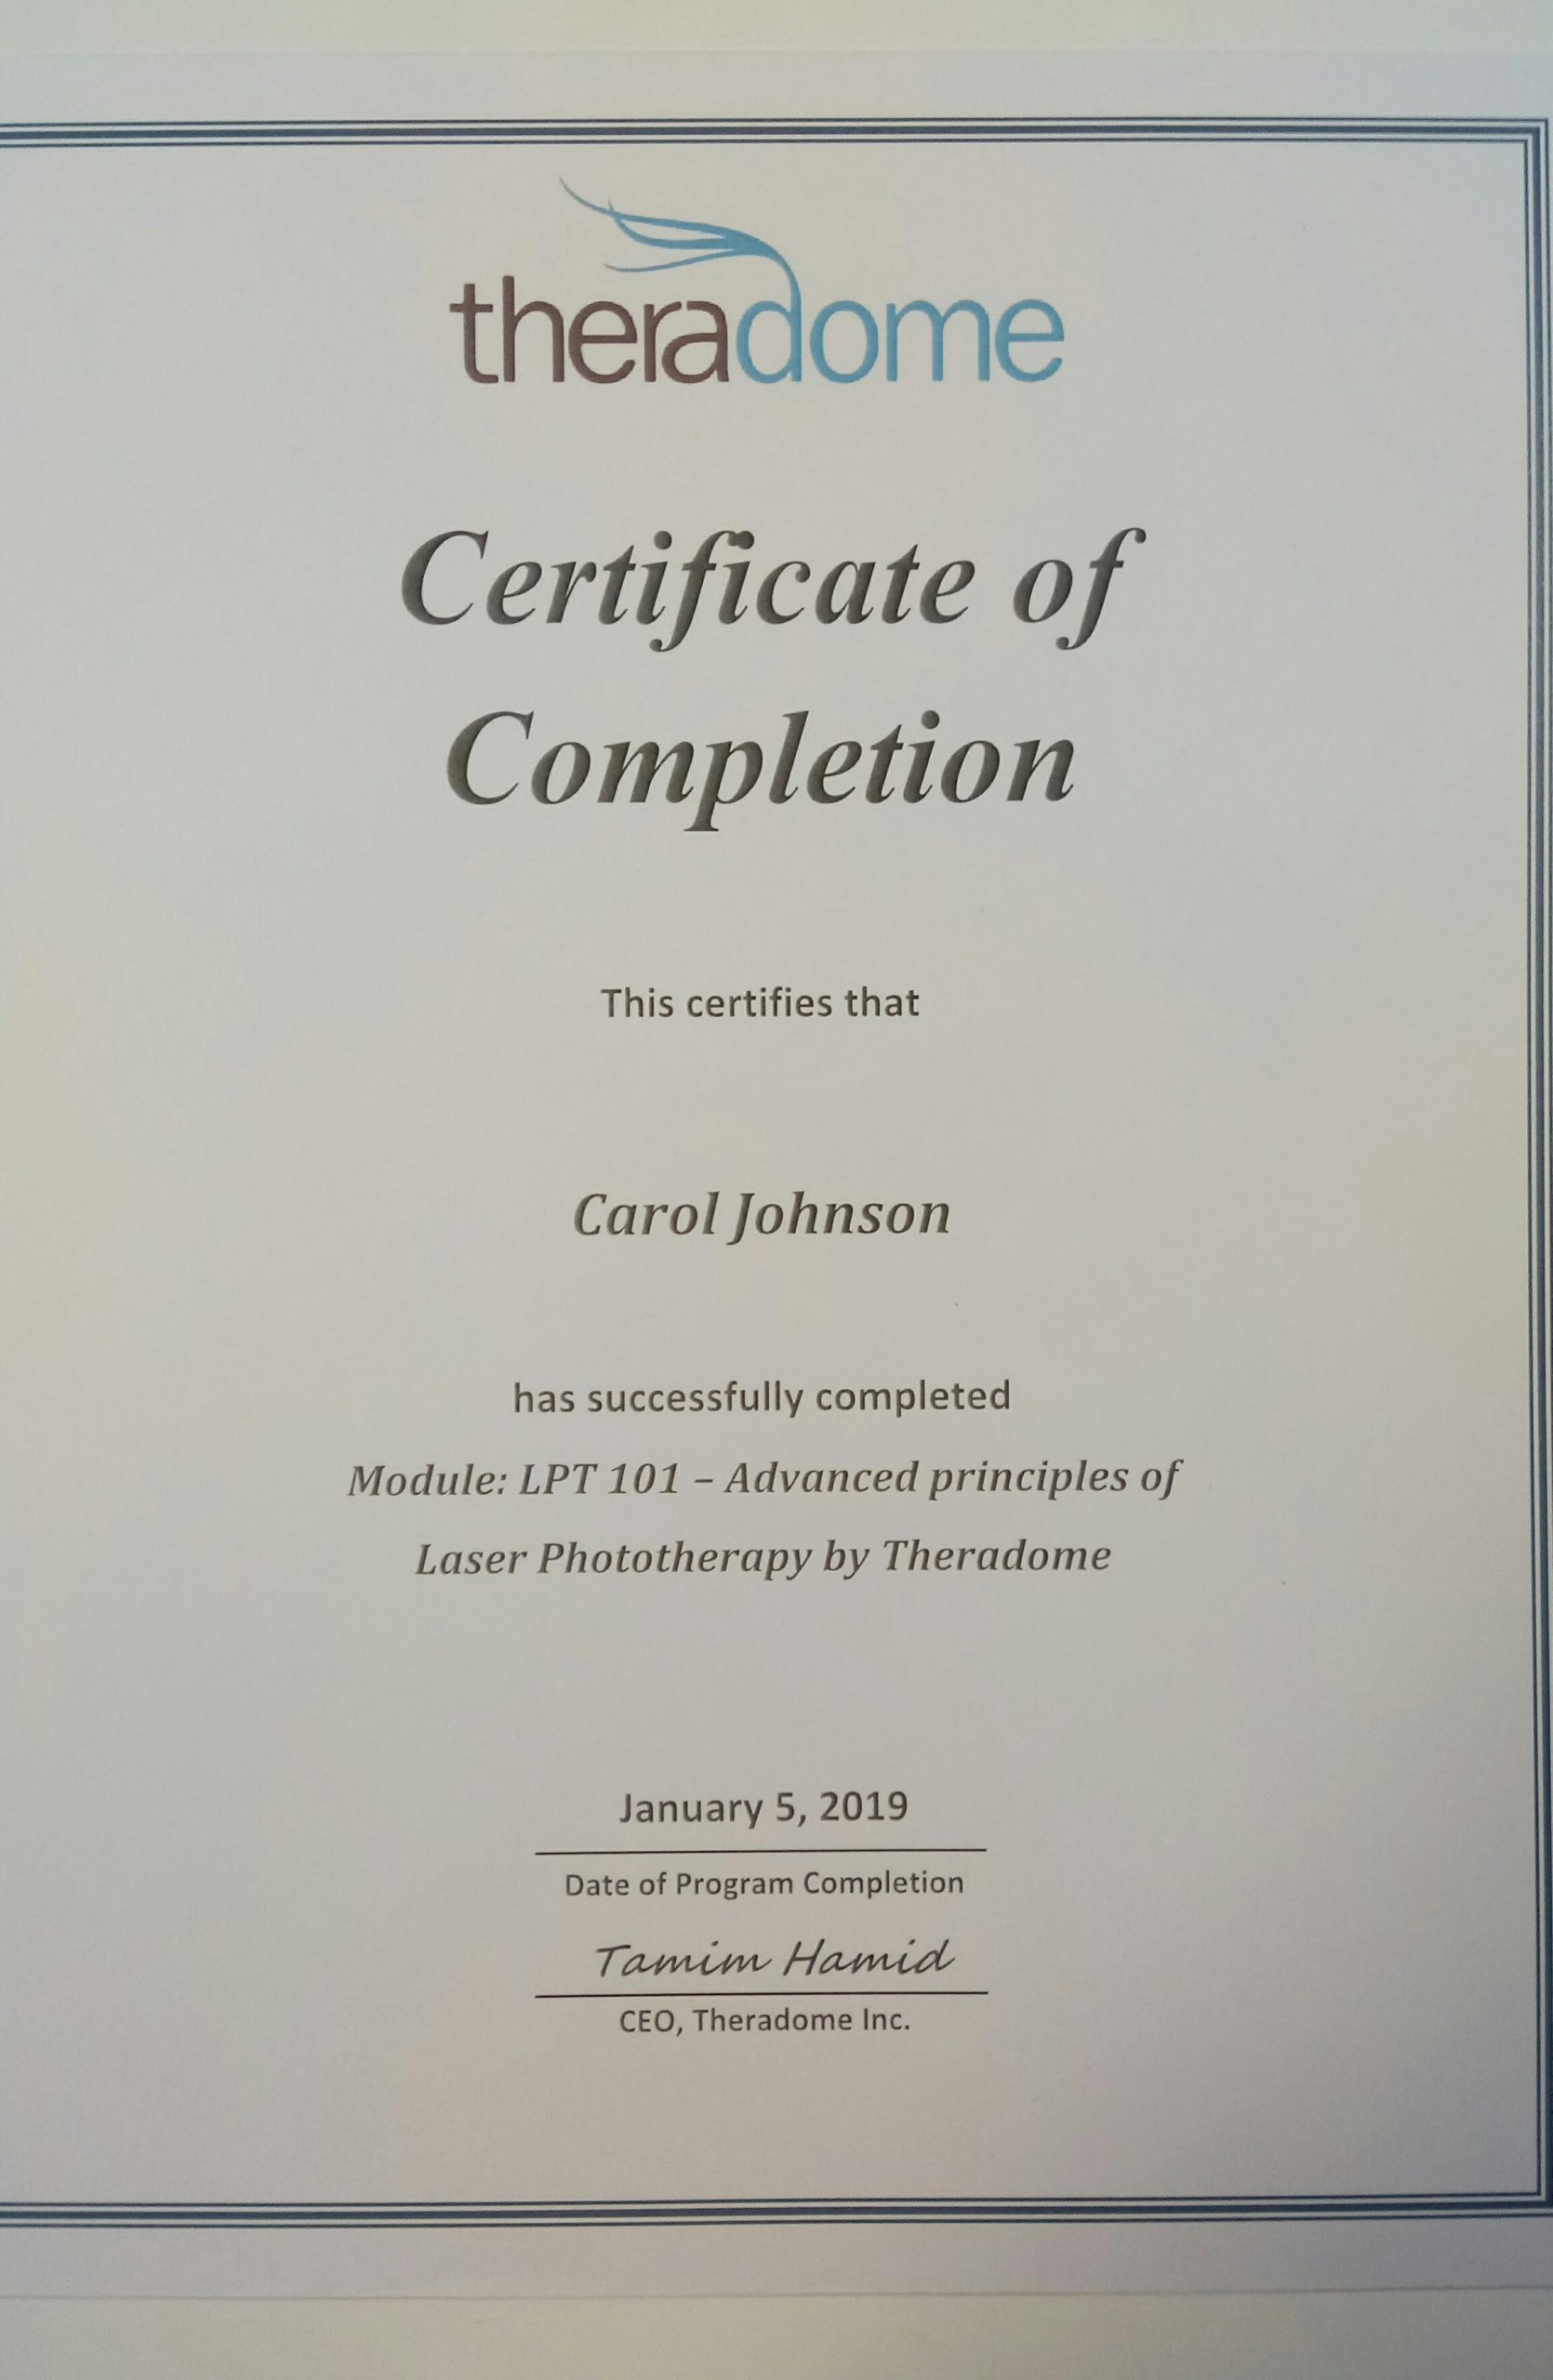 theradome
Certificate of
Completion
This certifies that
Carol Johnson
has successfully completed
Module: LPT 101 – Advanced principles of
Laser Phototherapy by Theradome
January 5, 2019
Date of Program Completion
Tamim Hamid
CEO, Theradome Inc.